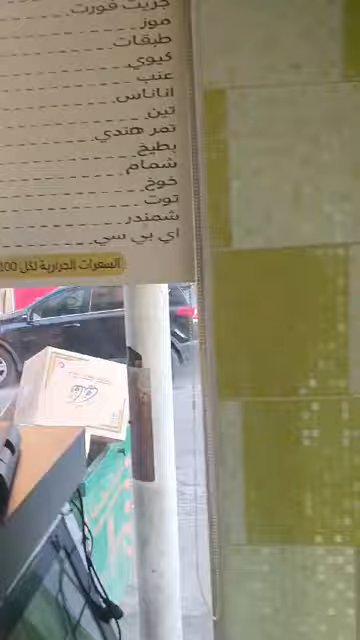 جريت فورت
موز
طبقات
كيوي
عنب
اناناس
تين
تمر هندي
بطيخ
شمام
خوخ
توت
شمندر
اي بي سي
السعرات الحرارية لكل 100